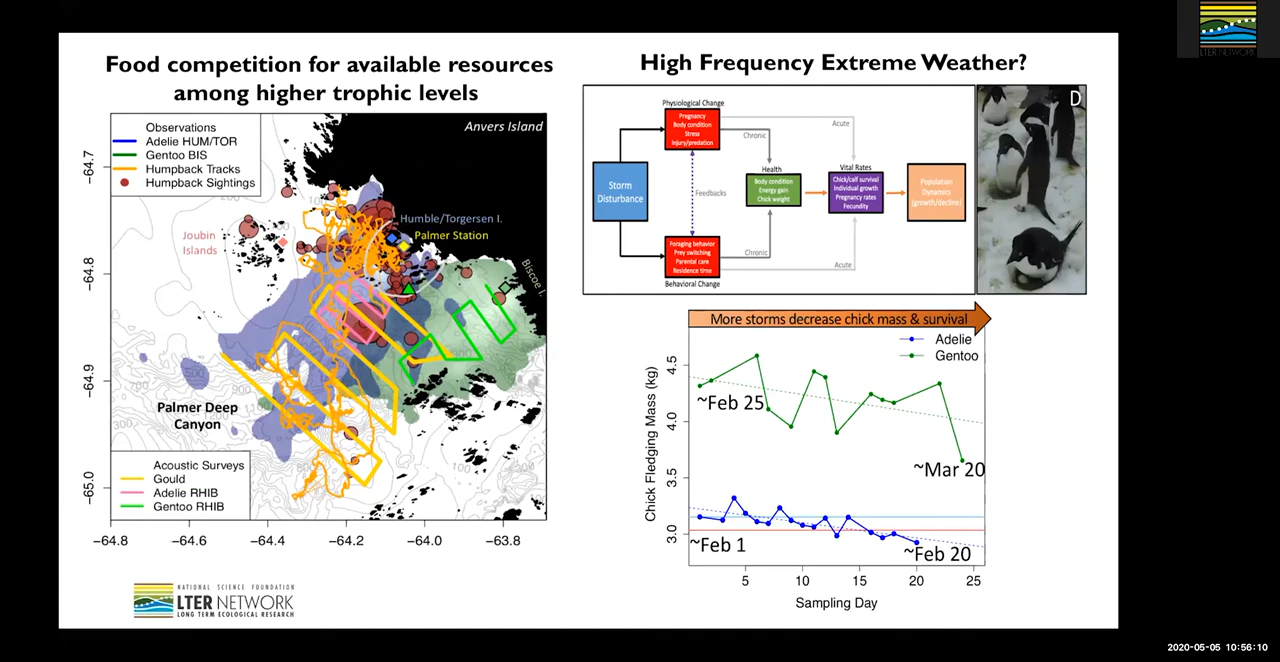 Food competition for available resources
among higher trophic levels
Observations
Adelie HUM/TOR
Gentoo BIS
Humpback Tracks
Humpback Sightings
Anvers Island
Humble/Torgersen I.
Palmer Station
Joubin
Islands
Biscoe I.
Palmer Deep
Canyon
Acoustic Surveys
Gould
Adelie RHIB
Gentoo RHIB
−64.7
−64.8
−64.9
−65.0
−64.8
−64.6
−64.4
−64.2
−64.0
−63.8
NATIONAL SCIENCE FOUNDATION
LTER NETWORK
LONG TERM ECOLOGICAL RESEARCH
High Frequency Extreme Weather?
Storm
Disturbance
Physiological Change
Pregnancy
Body condition
Stress
Injury/predation
Chronic
Acute
Feedbacks
Foraging behavior
Prey switching
Parental care
Residence time
Behavioral Change
Chronic
Acute
Health
Body condition
Energy gain
Chick weight
Vital Rates
Chick/calf survival
Individual growth
Pregnancy rates
Fecundity
Population
Dynamics
(growth/decline)
D
More storms decrease chick mass & survival
Adelie
Gentoo
Chick Fledging Mass (kg)
4.5
4.0
3.5
3.0
~Feb 25
~Mar 20
~Feb 1
~Feb 20
5
10
15
20
25
Sampling Day
LTER NETWORK
2020-05-05 10:56:10